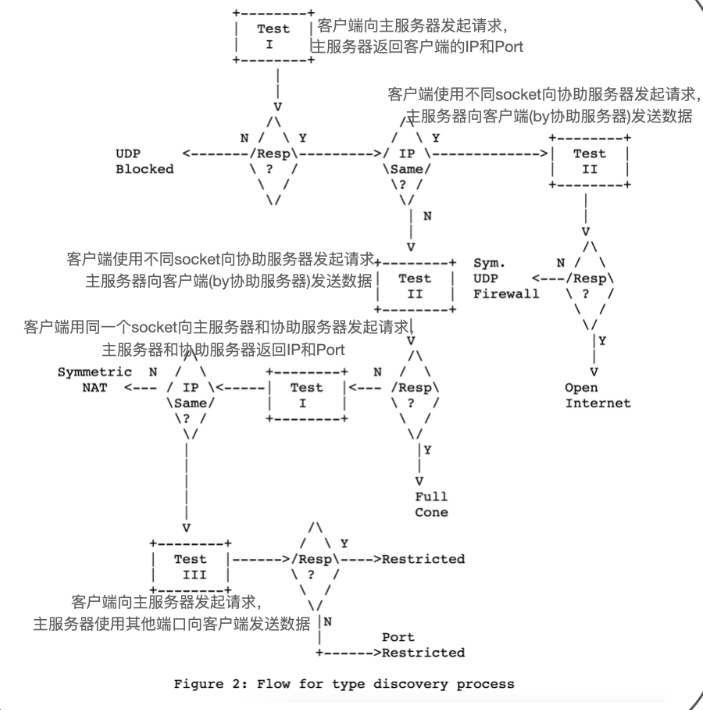 Test
I
客户端向主服务器发起请求,
主服务器返回客户端的IP和Port
客户端使用不同socket向协助服务器发起请求,
主服务器向客户端(by协助服务器)发送数据
UDP
Blocked
N
Resp
?
Y
IP
Same
?
Y
Test
II
N
客户端使用不同socket向协助服务器发起请求
主服务器向客户端(by协助服务器)发送数据
Test
II
Sym.
UDP
Firewall
N
Resp
?
Y
Open
Internet
客户端用同一个socket向主服务器和协助服务器发起请求,
主服务器和协助服务器返回IP和Port
Symmetric
NAT
N
IP
Same
?
Test
I
N
Resp
?
Y
Full
Cone
Test
III
Resp
?
Y
Restricted
客户端向主服务器发起请求,
主服务器使用其他端口向客户端发送数据
N
Port
Restricted
Figure 2: Flow for type discovery process